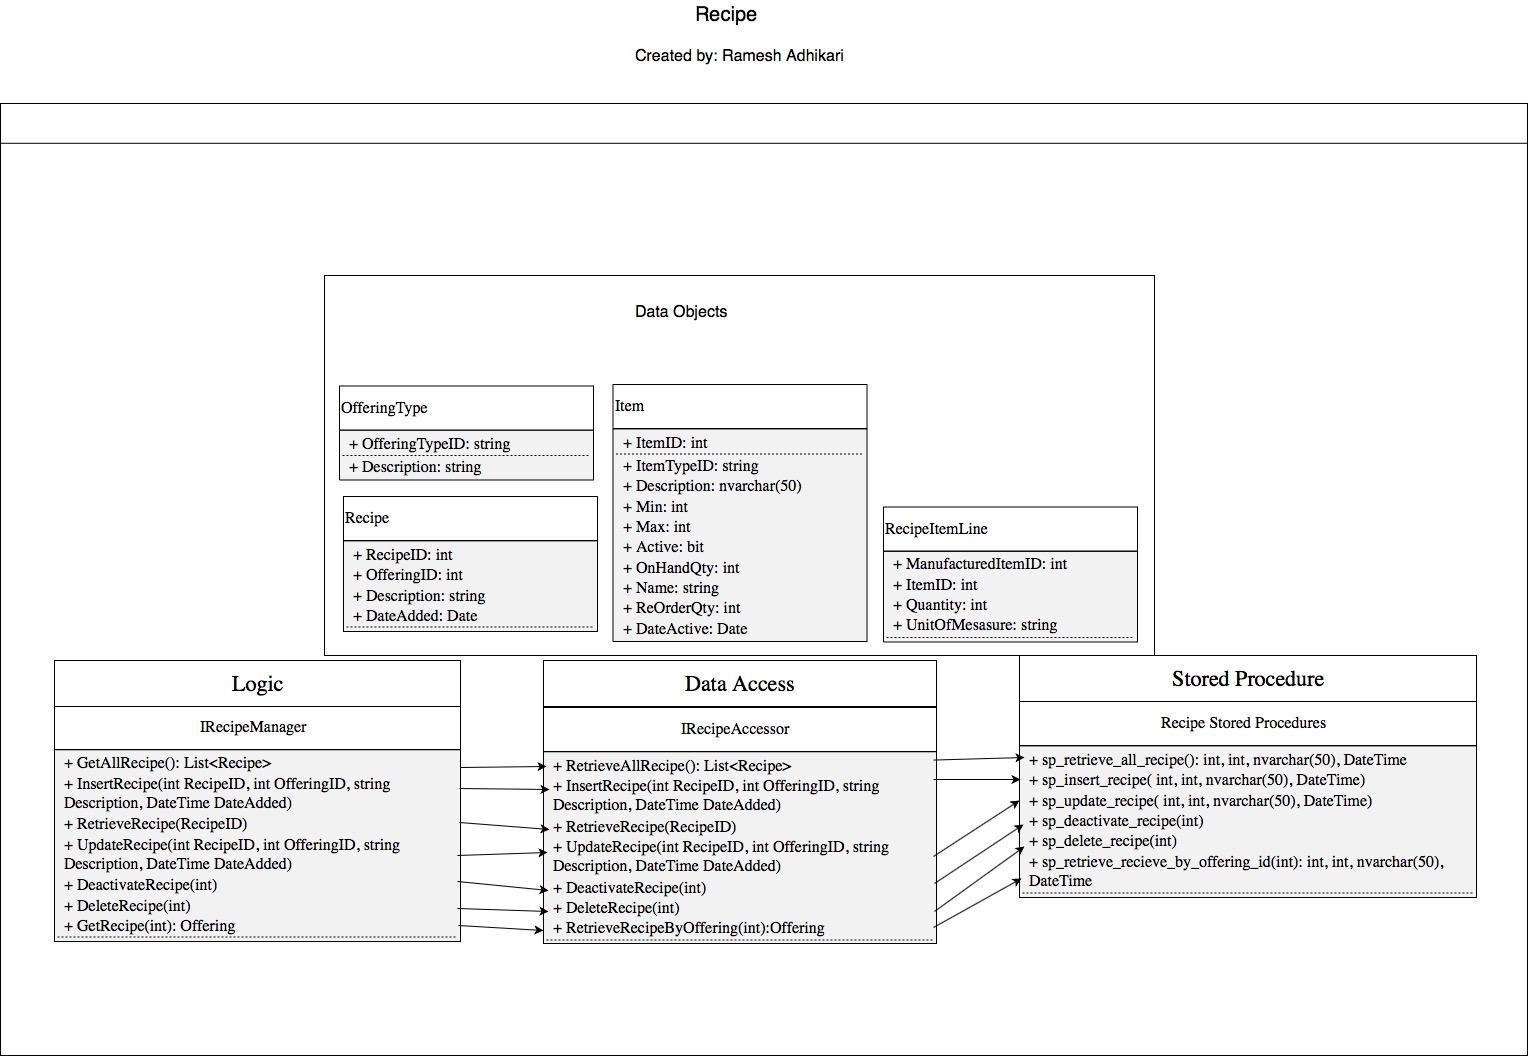 Recipe
Created by: Ramesh Adhikari
Data Objects
OfferingType
+ OfferingTypeID: string
+ Description: string
Recipe
+ RecipeID: int
+ OfferingID: int
+ Description: string
+ DateAdded: Date
Item
+ ItemID: int
+ ItemTypeID: string
+ Description: nvarchar(50)
+ Min: int
+ Max: int
+ Active: bit
+ OnHandQty: int
+ Name: string
+ ReOrderQty: int
+ DateActive: Date
RecipeItemLine
+ ManufacturedItemID: int
+ ItemID: int
+ Quantity: int
+ UnitOfMesasure: string
Logic
IRecipeManager
+ GetAllRecipe(): List<Recipe>
+ InsertRecipe(int RecipeID, int OfferingID, string
Description, DateTime DateAdded)
+ RetrieveRecipe(RecipeID)
+ UpdateRecipe(int RecipeID, int OfferingID, string
Description, DateTime DateAdded)
+ DeactivateRecipe(int)
+ DeleteRecipe(int)
+ GetRecipe(int): Offering
Data Access
IRecipeAccessor
+ RetrieveAllRecipe(): List<Recipe>
+ InsertRecipe(int RecipeID, int OfferingID, string
Description, DateTime DateAdded)
+ RetrieveRecipe(RecipeID)
+ UpdateRecipe(int RecipeID, int OfferingID, string
Description, DateTime DateAdded)
+ DeactivateRecipe(int)
+ DeleteRecipe(int)
+ RetrieveRecipeByOffering(int):Offering
Stored Procedure
Recipe Stored Procedures
+ sp_retrieve_all_recipe(): int, int, nvarchar(50), DateTime
+ sp_insert_recipe( int, int, nvarchar(50), DateTime)
+ sp_update_recipe( int, int, nvarchar(50), DateTime)
+ sp_deactivate_recipe(int)
+ sp_delete_recipe(int)
+ sp_retrieve_recieve_by_offering_id(int): int, int, nvarchar(50),
DateTime